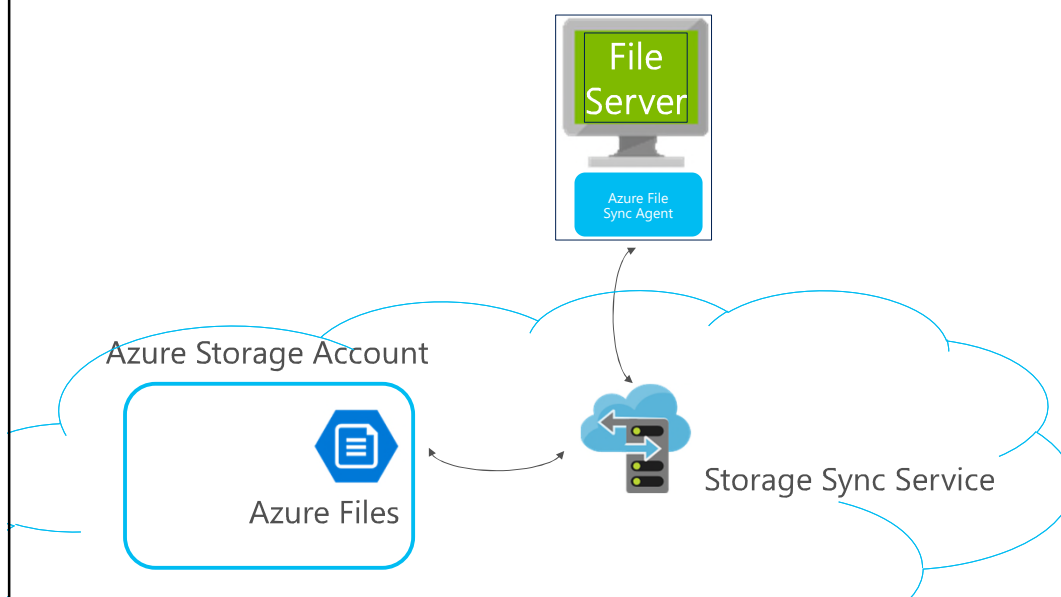 File
Server
Azure File
Sync Agent
Azure Storage Account
Azure Files
Storage Sync Service